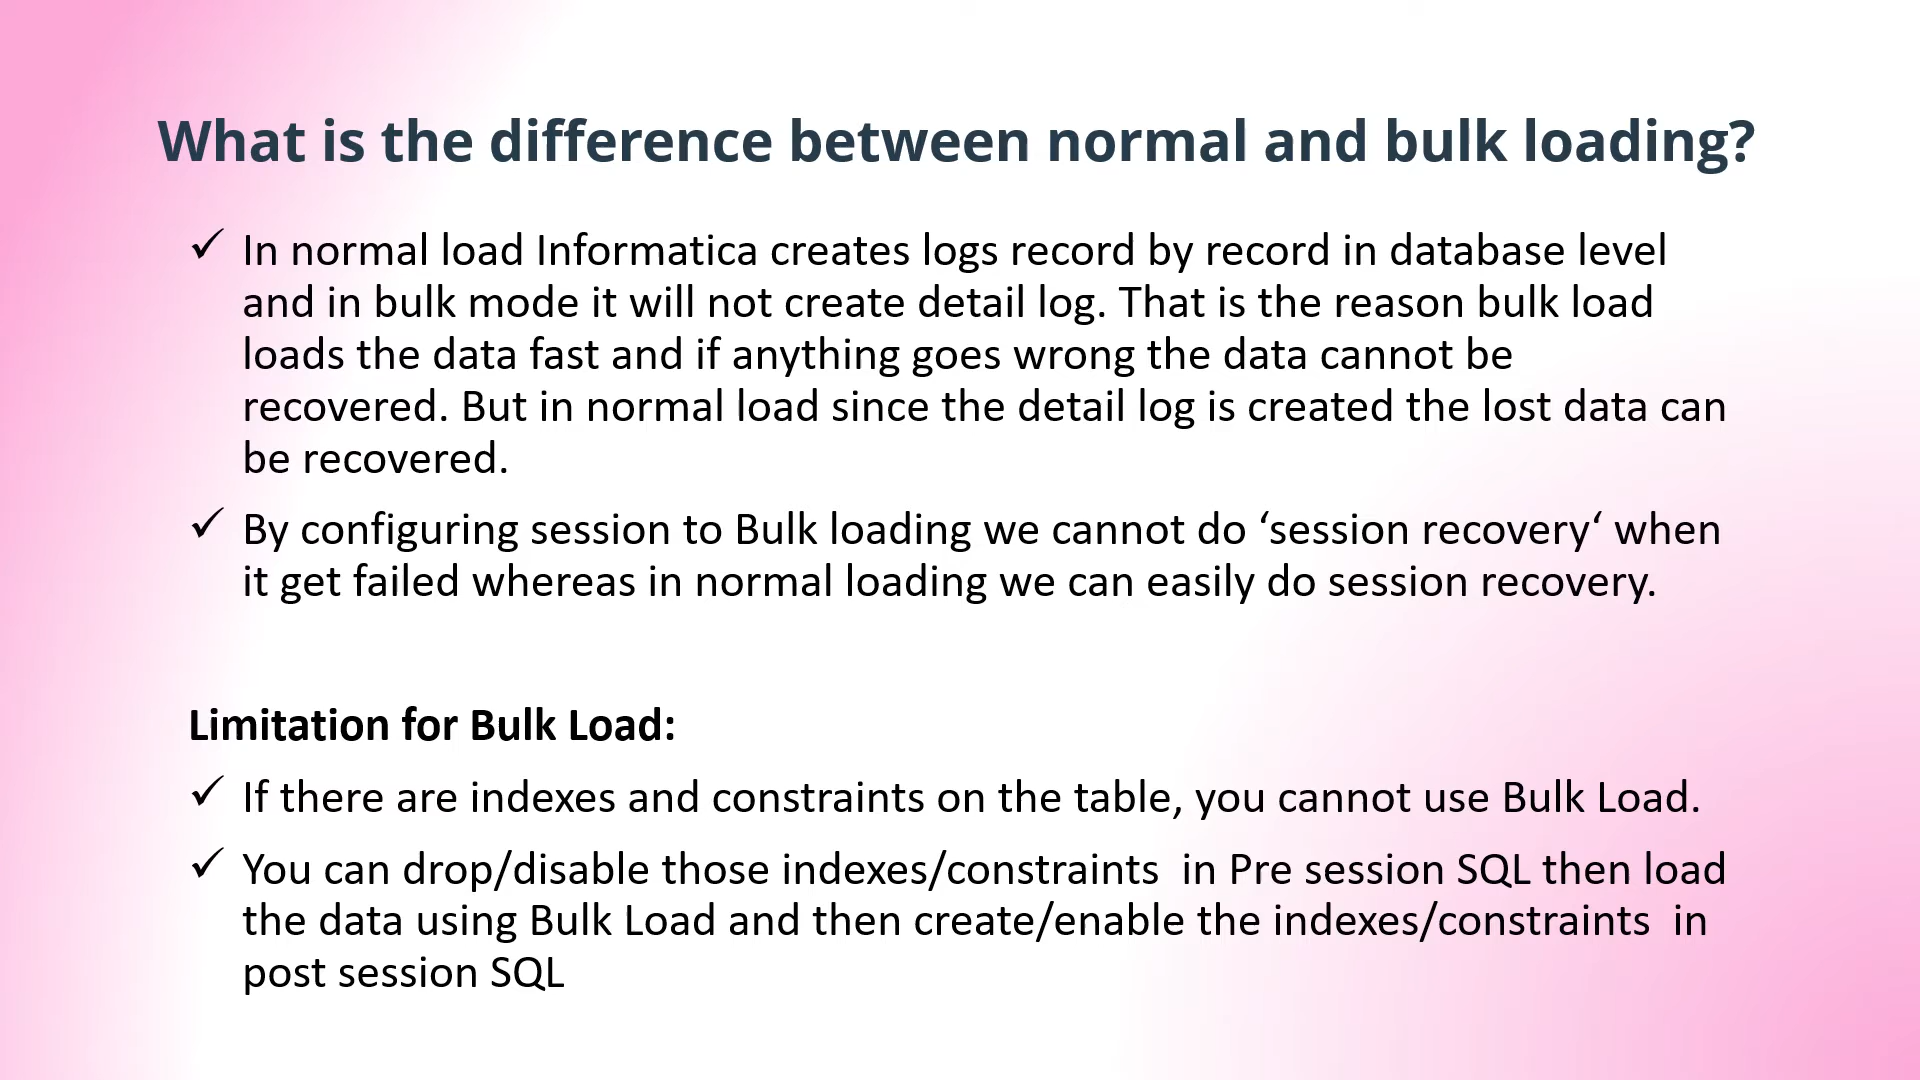 What is the difference between normal and bulk loading?
✓ In normal load Informatica creates logs record by record in database level
and in bulk mode it will not create detail log. That is the reason bulk load
loads the data fast and if anything goes wrong the data cannot be
recovered. But in normal load since the detail log is created the lost data can
be recovered.
✓ By configuring session to Bulk loading we cannot do ‘session recovery‘ when
it get failed whereas in normal loading we can easily do session recovery.
Limitation for Bulk Load:
✓ If there are indexes and constraints on the table, you cannot use Bulk Load.
✓ You can drop/disable those indexes/constraints  in Pre session SQL then load
the data using Bulk Load and then create/enable the indexes/constraints  in
post session SQL